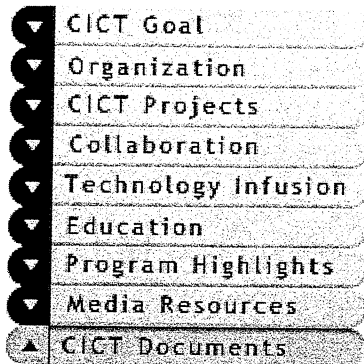 CICT Goal
Organization
CICT Projects
Collaboration
Technology Infusion
Education
Program Highlights
Media Resources
CICT Documents